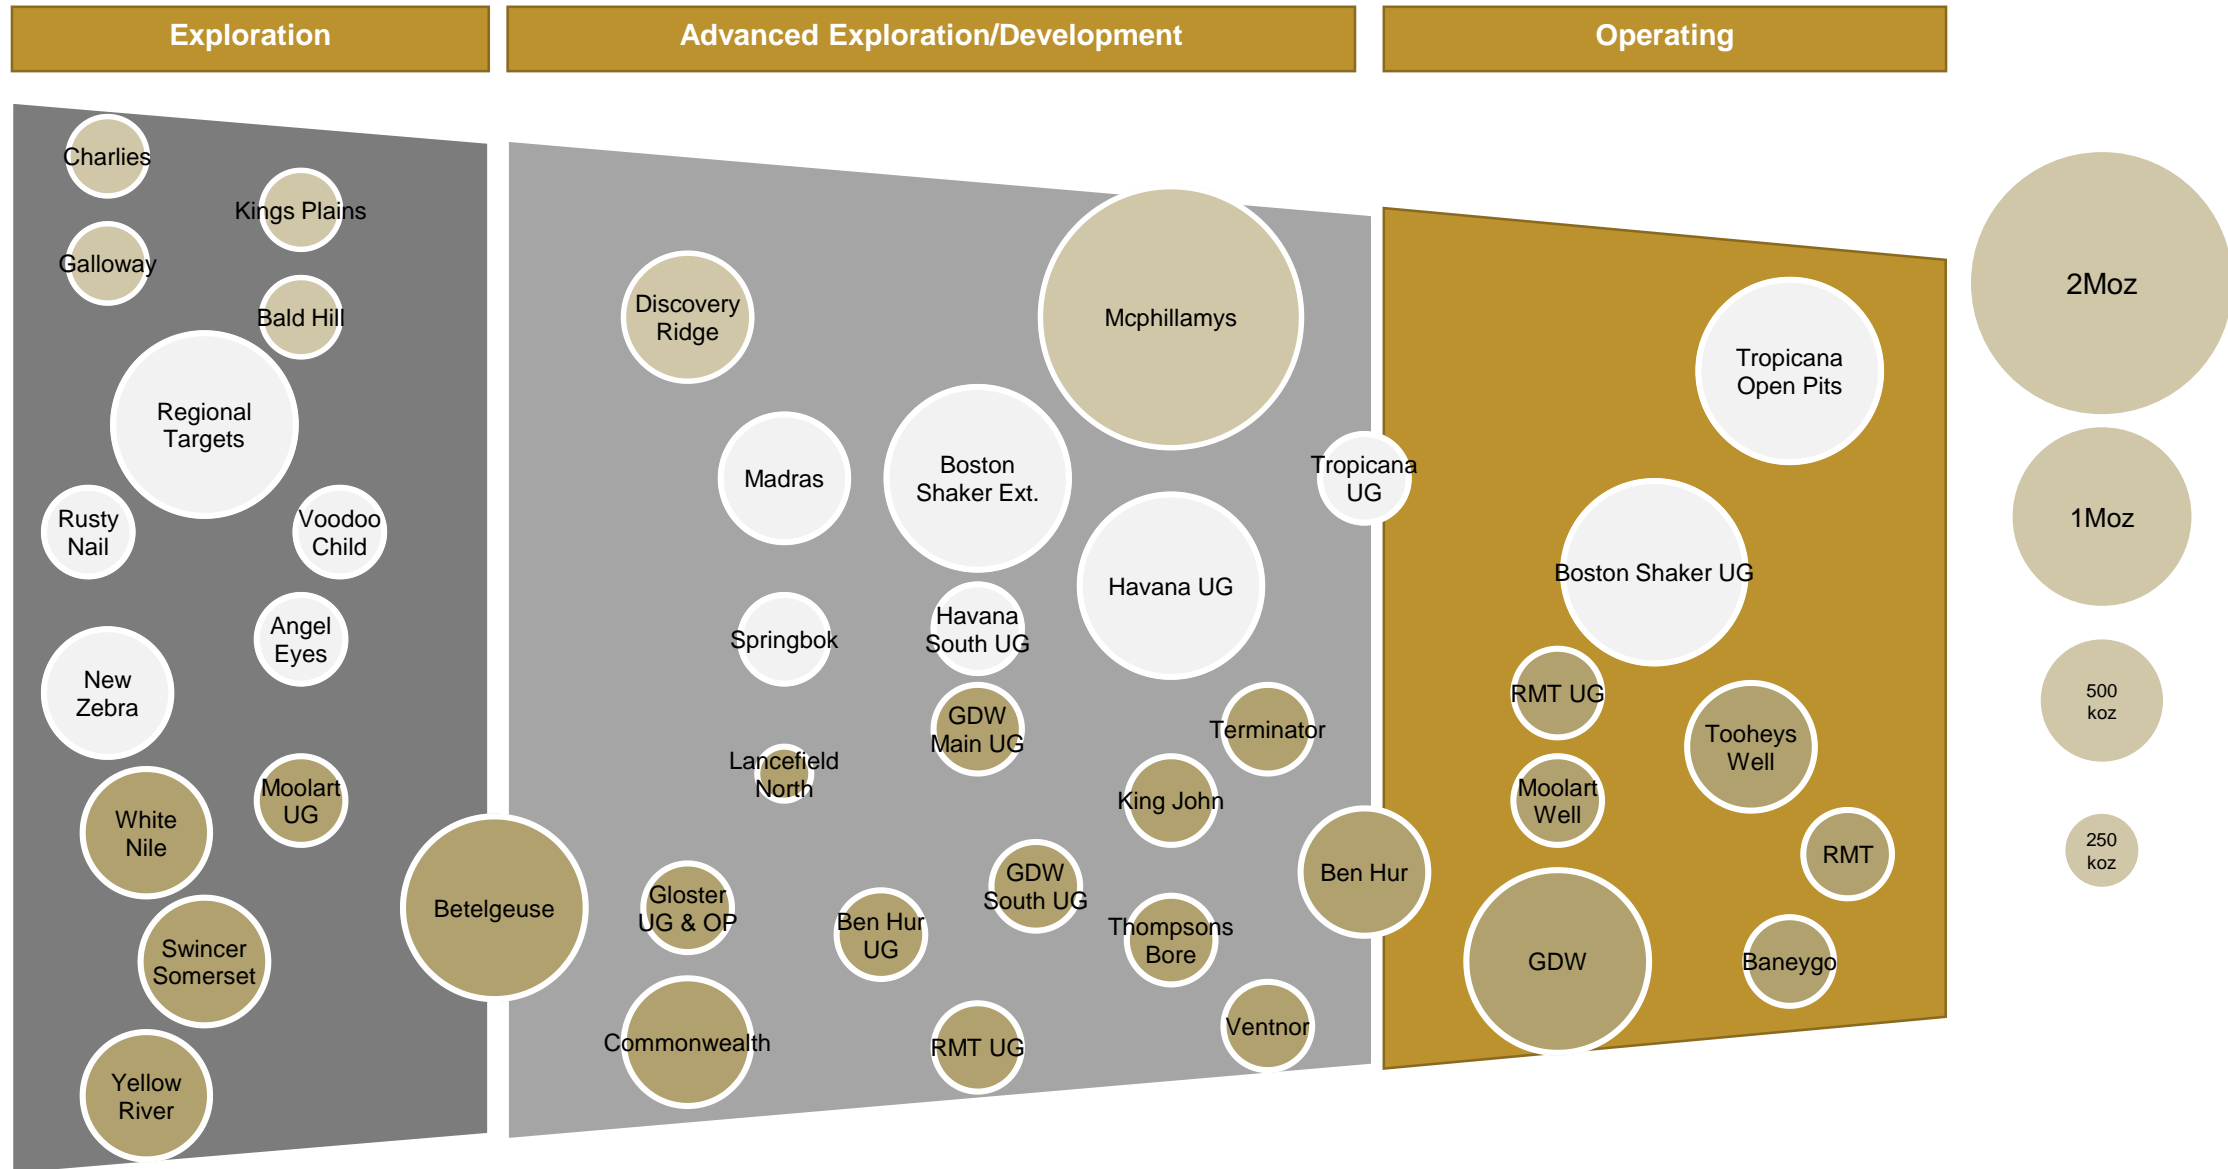 Exploration
Advanced Exploration/Development
Operating
Charlies
Kings Plains
Galloway
Bald Hill
Regional
Targets
Rusty
Nail
Voodoo
Child
Angel
Eyes
New
Zebra
Moolart
UG
White
Nile
Swincer
Somerset
Yellow
River
Betelgeuse
Discovery
Ridge
Mcphillamys
Madras
Boston
Shaker Ext.
Havana UG
Springbok
Havana
South UG
GDW
Main UG
Terminator
Lancefield
North
King John
Gloster
UG & OP
Ben Hur
UG
GDW
South UG
Thompsons
Bore
Commonwealth
RMT UG
Ventnor
Tropicana
UG
Ben Hur
Tropicana
Open Pits
Boston Shaker UG
RMT UG
Tooheys
Well
Moolart
Well
RMT
GDW
Baneygo
2Moz
1Moz
500
koz
250
koz